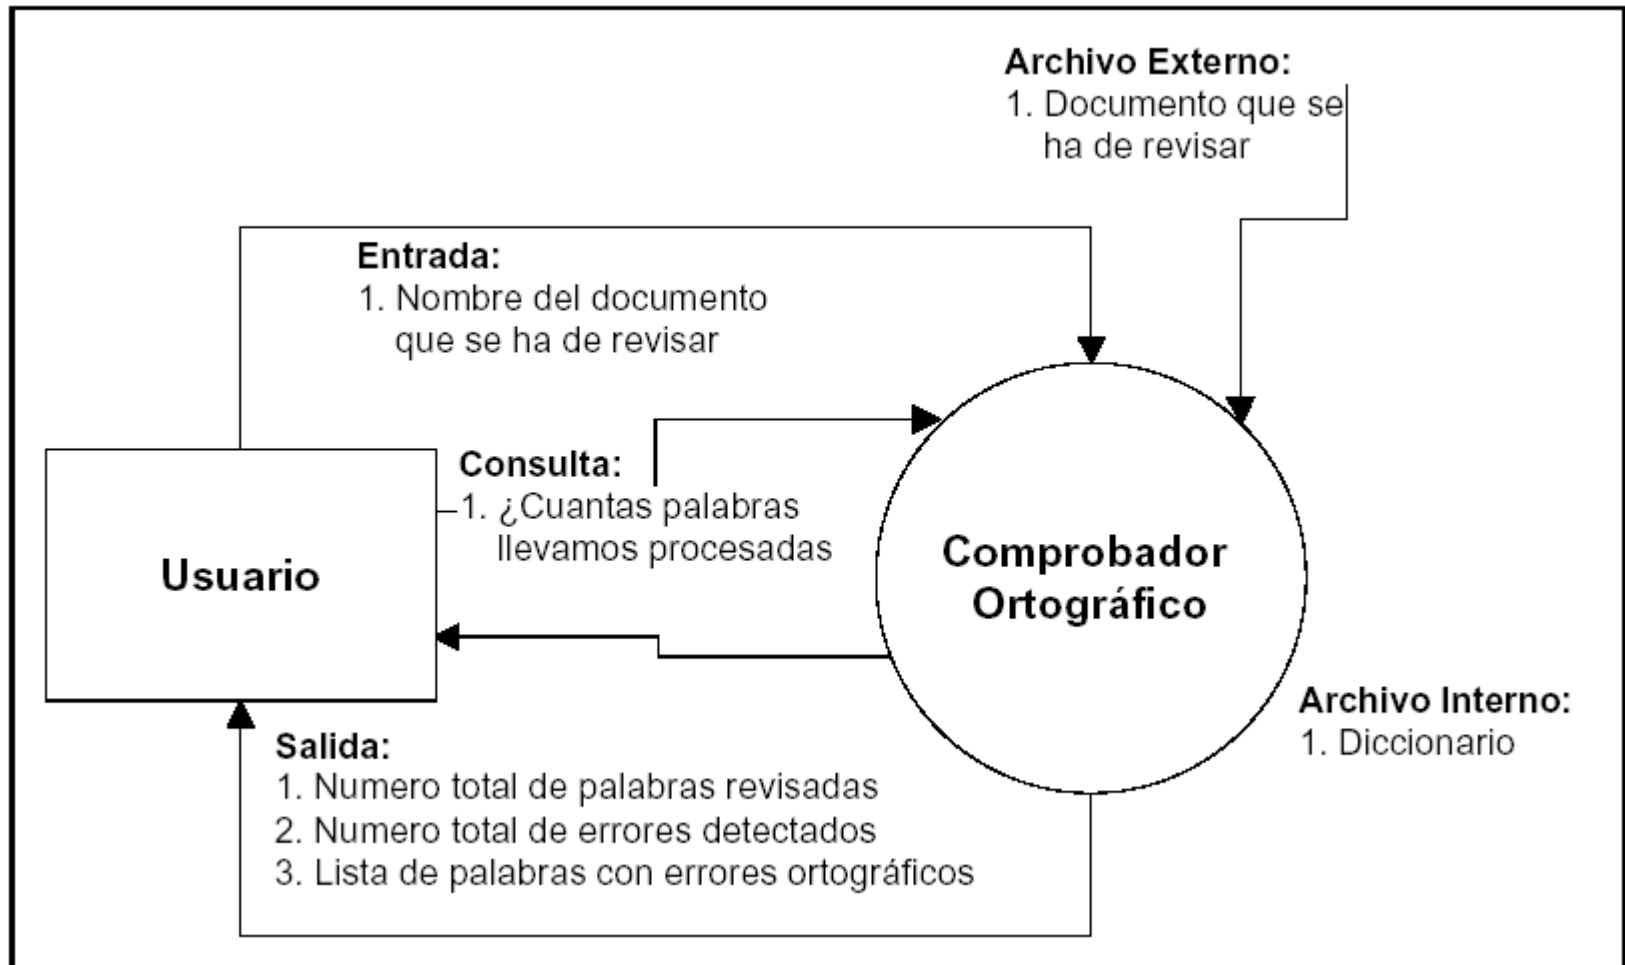 Archivo Externo:
1. Documento que se
ha de revisar
Entrada:
1. Nombre del documento
que se ha de revisar
Consulta:
1. ¿Cuantas palabras
llevamos procesadas
Usuario
Comprobador
Ortográfico
Archivo Interno:
1. Diccionario
Salida:
1. Numero total de palabras revisadas
2. Numero total de errores detectados
3. Lista de palabras con errores ortográficos